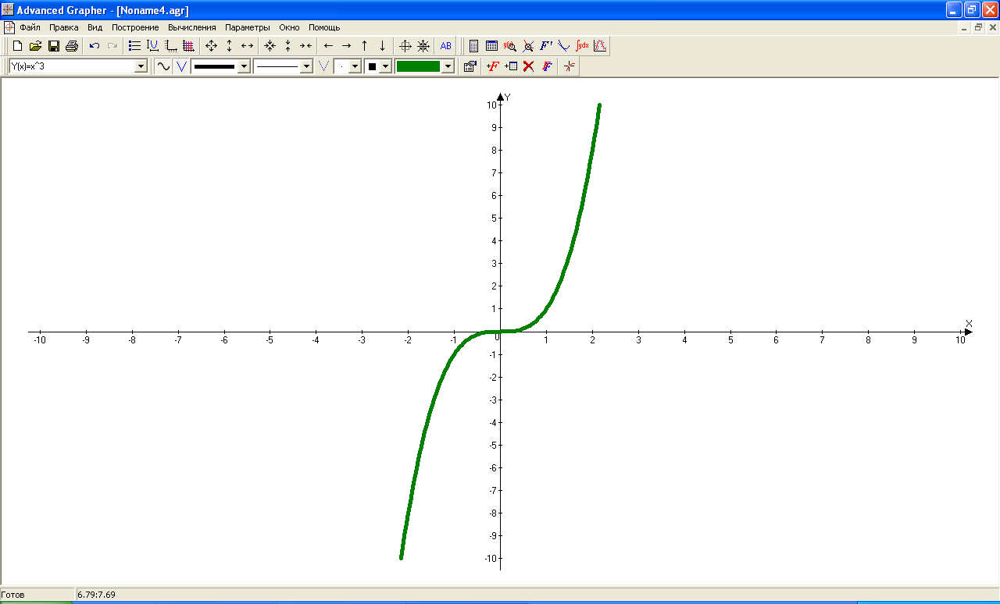 Advanced Grapher - [Noname4.agr]
Файл Правка Вид Построение Вычисления Параметры Окно Помощь
AB y(x) F' ∫ydx
Y(x)=x^3 +F F
Y
10
9
8
7
6
5
4
3
2
1
X
-10 -9 -8 -7 -6 -5 -4 -3 -2 -1 0 1 2 3 4 5 6 7 8 9 10
-1
-2
-3
-4
-5
-6
-7
-8
-9
-10
Готов 6.79:7.69